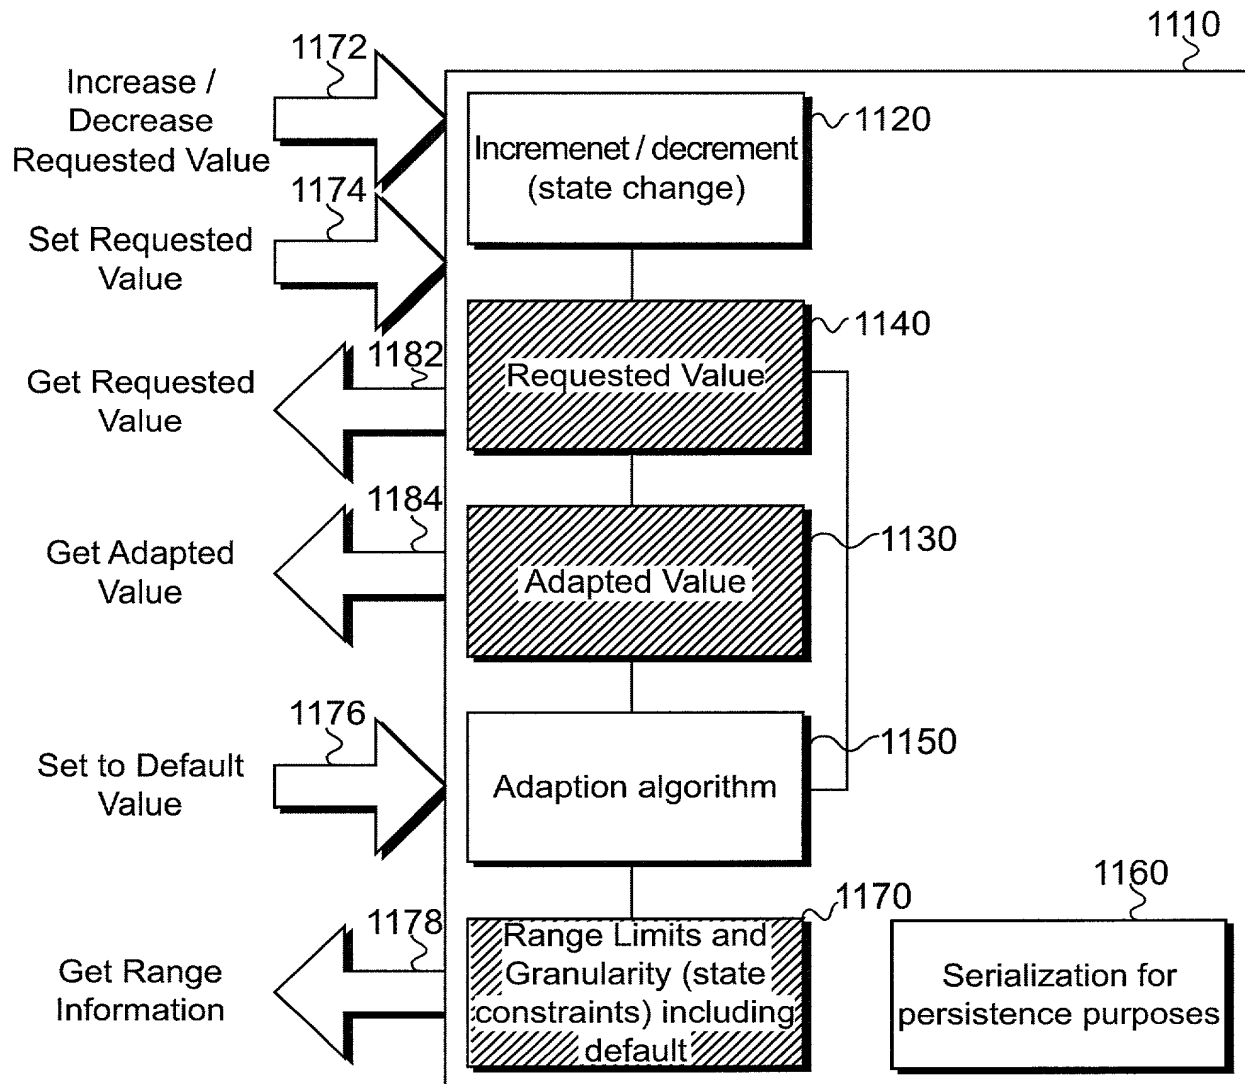 1110
1172
Increase /
Decrease
Requested Value
1120
Incremenet / decrement
(state change)
1174
Set Requested
Value
1140
Requested Value
1182
Get Requested
Value
1184
Get Adapted
Value
1130
Adapted Value
1176
Set to Default
Value
1150
Adaption algorithm
1178
Get Range
Information
1170
Range Limits and
Granularity (state
constraints) including
default
1160
Serialization for
persistence purposes